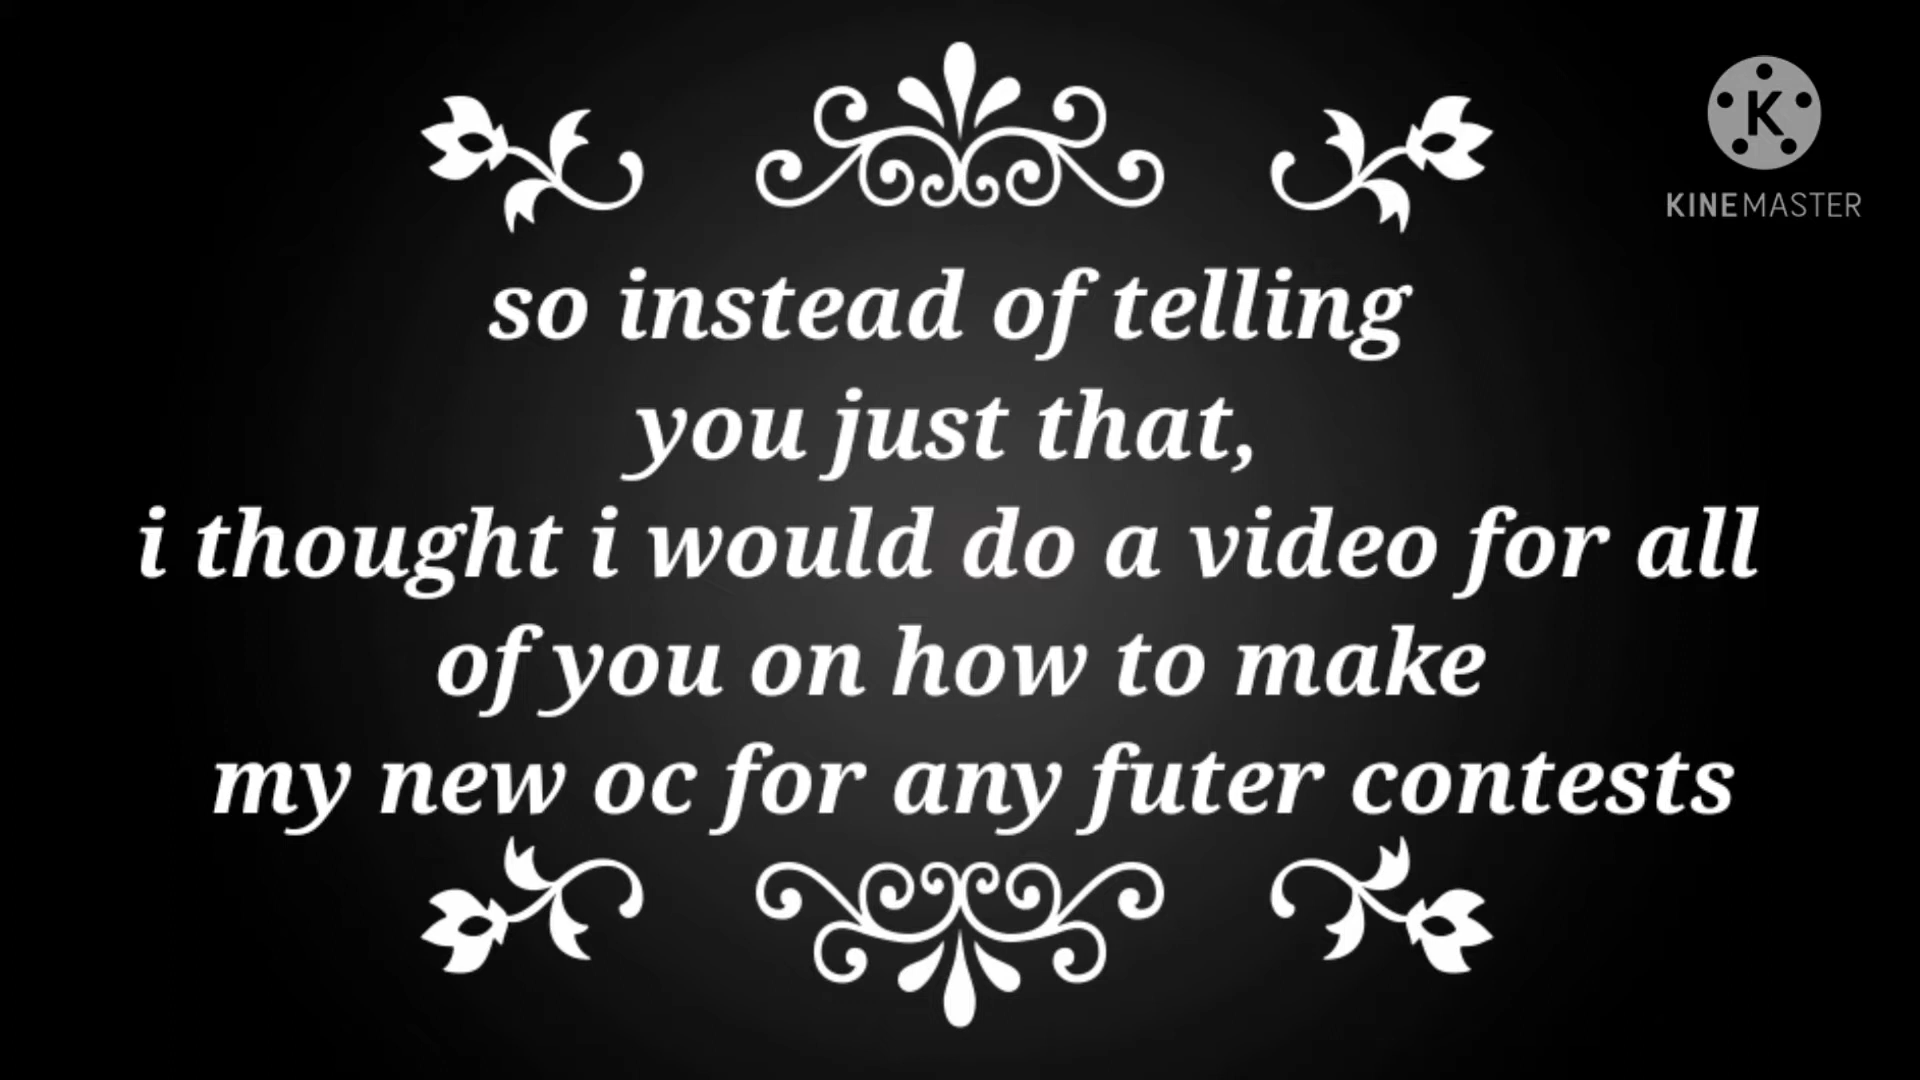 K
KINEMASTER
so instead of telling
you just that,
i thought i would do a video for all
of you on how to make
my new oc for any futer contests